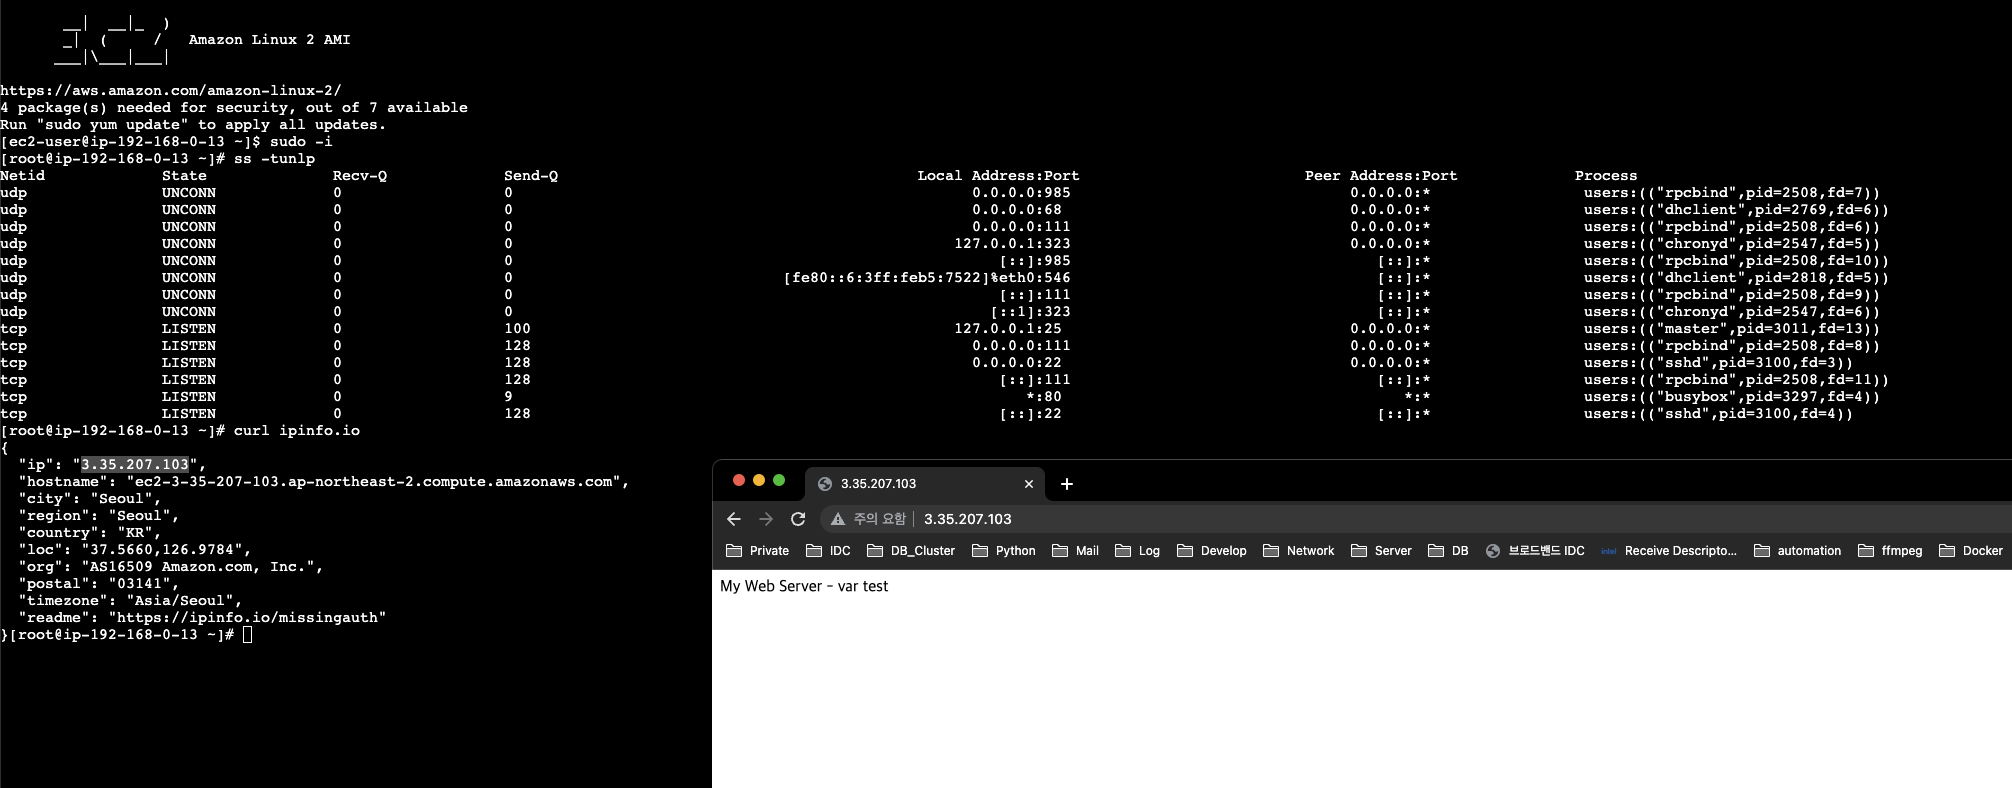 __|  __|_  )
_|  (     /   Amazon Linux 2 AMI
___|\___|___|
https://aws.amazon.com/amazon-linux-2/
4 package(s) needed for security, out of 7 available
Run "sudo yum update" to apply all updates.
[ec2-user@ip-192-168-0-13 ~]$ sudo -i
[root@ip-192-168-0-13 ~]# ss -tunlp
Netid State Recv-Q Send-Q Local Address:Port Peer Address:Port Process
udp UNCONN 0 0 0.0.0.0:985 0.0.0.0:* users:(("rpcbind",pid=2508,fd=7))
udp UNCONN 0 0 0.0.0.0:68 0.0.0.0:* users:(("dhclient",pid=2769,fd=6))
udp UNCONN 0 0 0.0.0.0:111 0.0.0.0:* users:(("rpcbind",pid=2508,fd=6))
udp UNCONN 0 0 127.0.0.1:323 0.0.0.0:* users:(("chronyd",pid=2547,fd=5))
udp UNCONN 0 0 [::]:985 [::]:* users:(("rpcbind",pid=2508,fd=10))
udp UNCONN 0 0 [fe80::6:3ff:feb5:7522]%eth0:546 [::]:* users:(("dhclient",pid=2818,fd=5))
udp UNCONN 0 0 [::]:111 [::]:* users:(("rpcbind",pid=2508,fd=9))
udp UNCONN 0 0 [::1]:323 [::]:* users:(("chronyd",pid=2547,fd=6))
tcp LISTEN 0 100 127.0.0.1:25 0.0.0.0:* users:(("master",pid=3011,fd=13))
tcp LISTEN 0 128 0.0.0.0:111 0.0.0.0:* users:(("rpcbind",pid=2508,fd=8))
tcp LISTEN 0 128 0.0.0.0:22 0.0.0.0:* users:(("sshd",pid=3100,fd=3))
tcp LISTEN 0 128 [::]:111 [::]:* users:(("rpcbind",pid=2508,fd=11))
tcp LISTEN 0 9 *:80 *:* users:(("busybox",pid=3297,fd=4))
tcp LISTEN 0 128 [::]:22 [::]:* users:(("sshd",pid=3100,fd=4))
[root@ip-192-168-0-13 ~]# curl ipinfo.io
{
"ip": "3.35.207.103",
"hostname": "ec2-3-35-207-103.ap-northeast-2.compute.amazonaws.com",
"city": "Seoul",
"region": "Seoul",
"country": "KR",
"loc": "37.5660,126.9784",
"org": "AS16509 Amazon.com, Inc.",
"postal": "03141",
"timezone": "Asia/Seoul",
"readme": "https://ipinfo.io/missingauth"
}[root@ip-192-168-0-13 ~]#
3.35.207.103
주의 요함 3.35.207.103
Private IDC DB_Cluster Python Mail Log Develop Network Server DB 브로드밴드 IDC intel Receive Descripto... automation ffmpeg Docker
My Web Server - var test